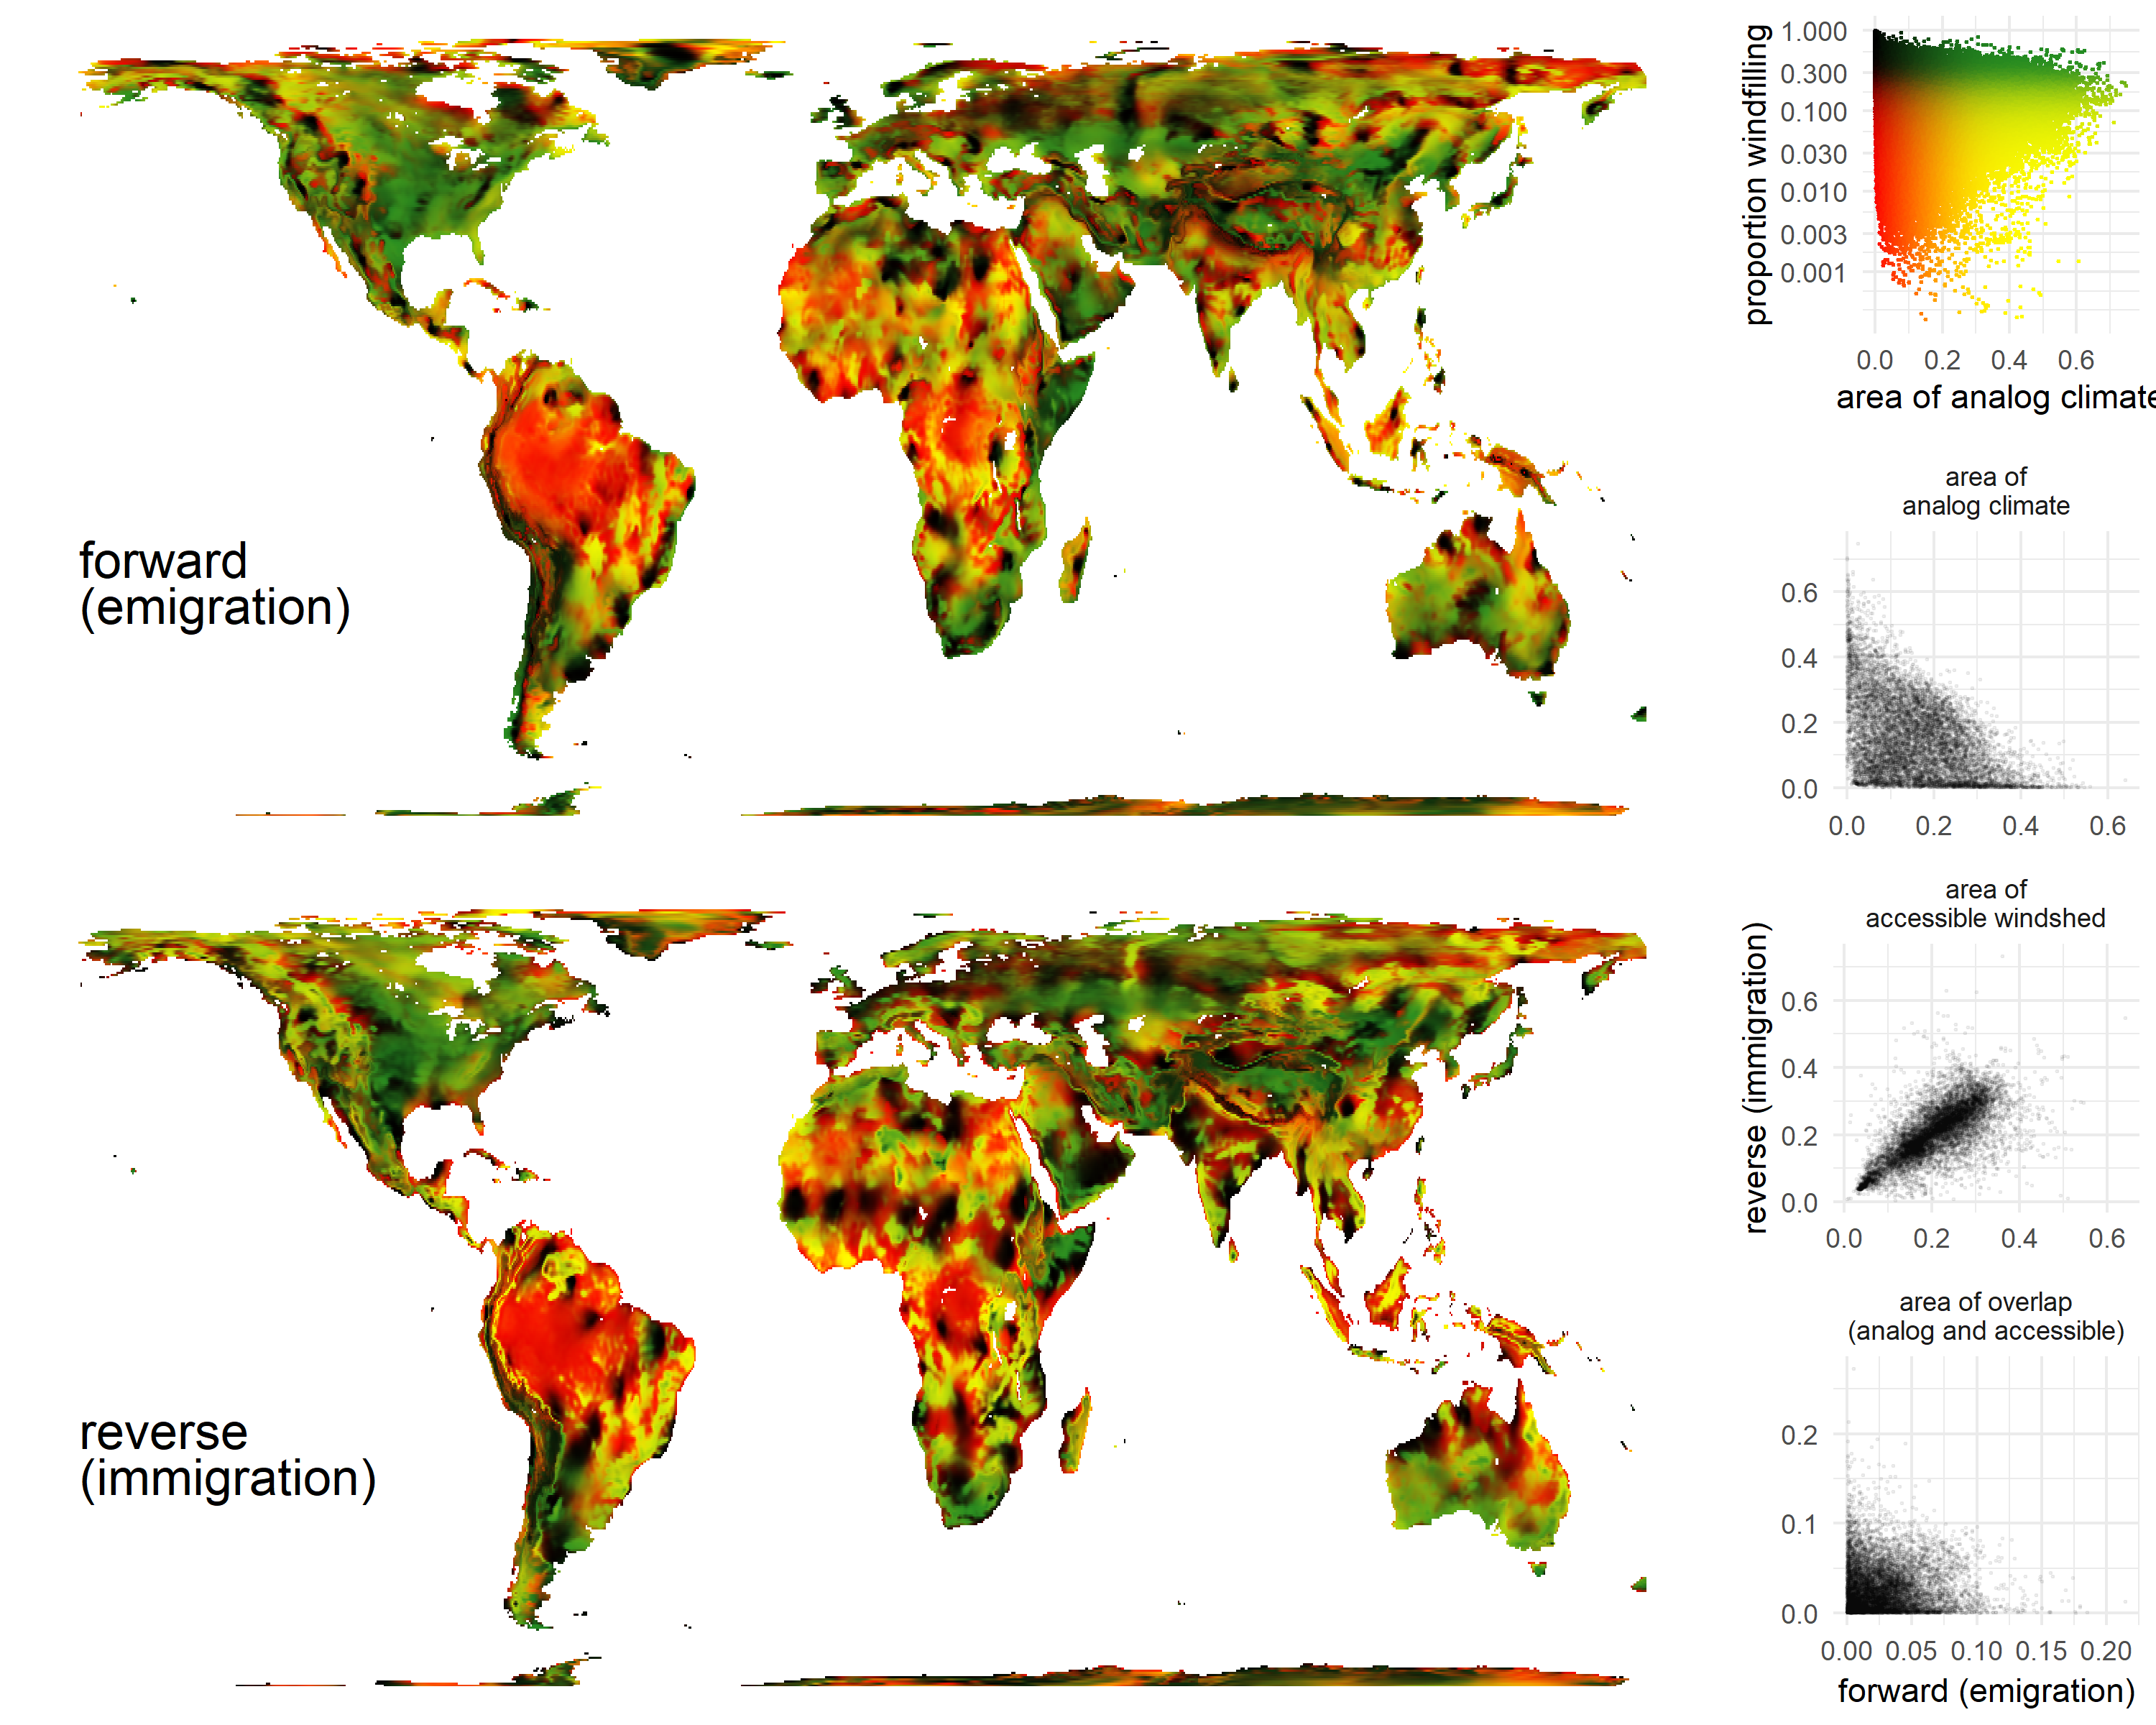 forward
(emigration)
reverse
(immigration)
proportion windfilling
1.000
0.300
0.100
0.030
0.010
0.003
0.001
0.0 0.2 0.4 0.6
area of analog climate
area of
analog climate
0.6
0.4
0.2
0.0
0.0 0.2 0.4 0.6
area of
accessible windshed
reverse (immigration)
0.6
0.4
0.2
0.0
0.0 0.2 0.4 0.6
area of overlap
(analog and accessible)
0.2
0.1
0.0
0.00 0.05 0.10 0.15 0.20
forward (emigration)